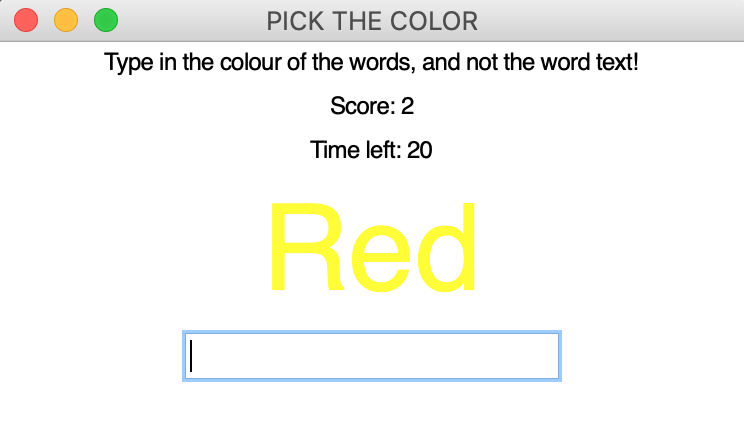 PICK THE COLOR
Type in the colour of the words, and not the word text!
Score: 2
Time left: 20
Red